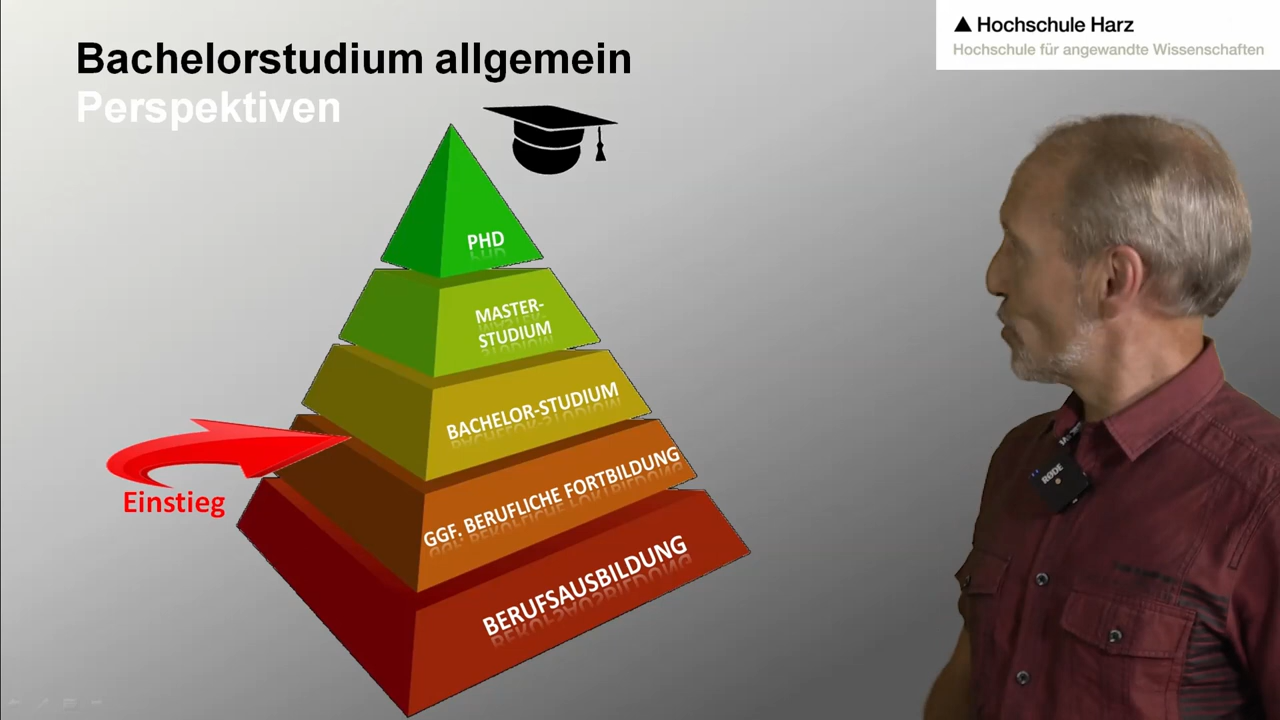 Bachelorstudium allgemein
Perspektiven
▲ Hochschule Harz
Hochschule für angewandte Wissenschaften
PHD
MASTER-
STUDIUM
BACHELOR-STUDIUM
GGF. BERUFLICHE FORTBILDUNG
BERUFSAUSBILDUNG
Einstieg
RØDE